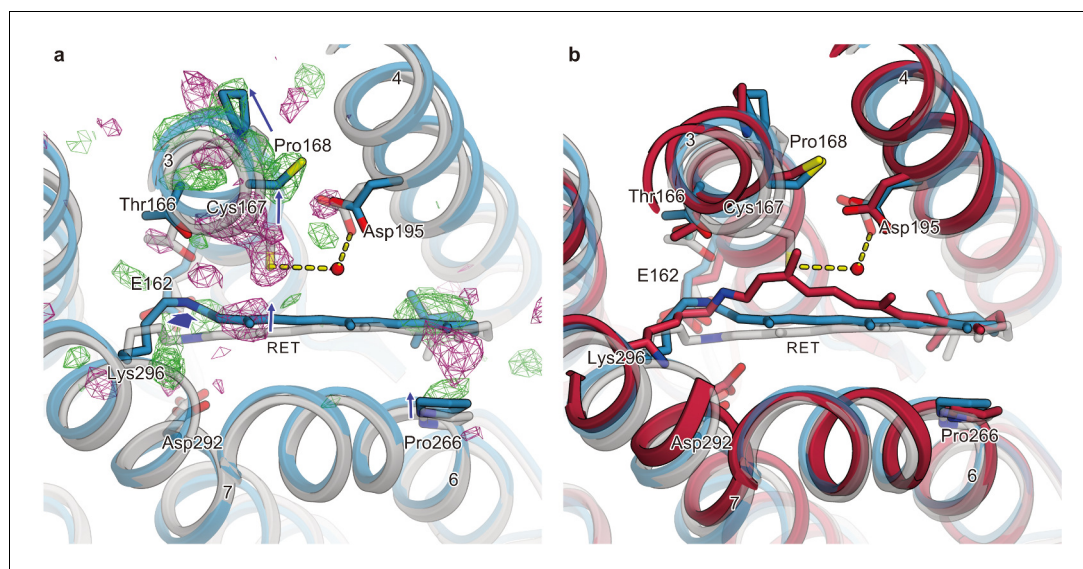 a
4
3
Pro168
Thr166
Cys167
Asp195
E162
RET
Lys296
Asp292
Pro266
6
7
b
4
3
Pro168
Thr166
Cys167
Asp195
E162
RET
Lys296
Asp292
Pro266
6
7